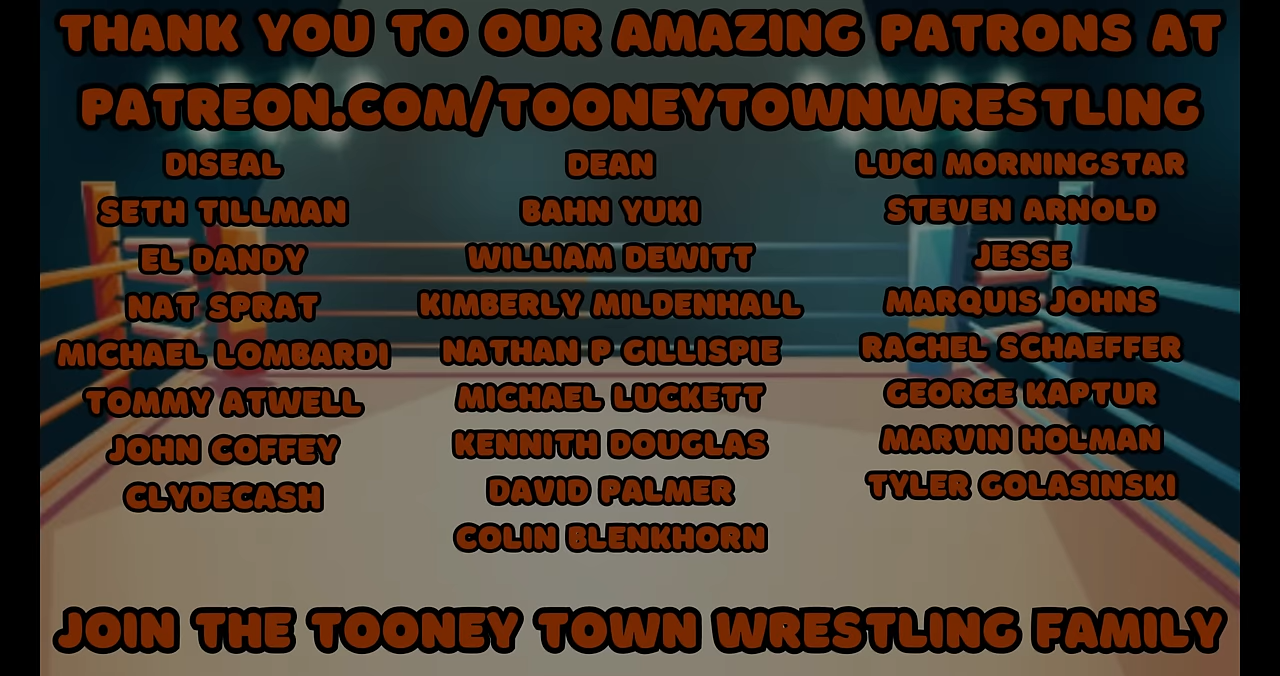 THANK YOU TO OUR AMAZING PATRONS AT
PATREON.COM/TOONEYTOWNWRESTLING
DISEAL
SETH TILLMAN
EL DANDY
NAT SPRAT
MICHAEL LOMBARDI
TOMMY ATWELL
JOHN COFFEY
CLYDECASH
DEAN
BAHN YUKI
WILLIAM DEWITT
KIMBERLY MILDENHALL
NATHAN P GILLISPIE
MICHAEL LUCKETT
KENNITH DOUGLAS
DAVID PALMER
COLIN BLENKHORN
LUCI MORNINGSTAR
STEVEN ARNOLD
JESSE
MARQUIS JOHNS
RACHEL SCHAEFFER
GEORGE KAPTUR
MARVIN HOLMAN
TYLER GOLASINSKI
JOIN THE TOONEY TOWN WRESTLING FAMILY